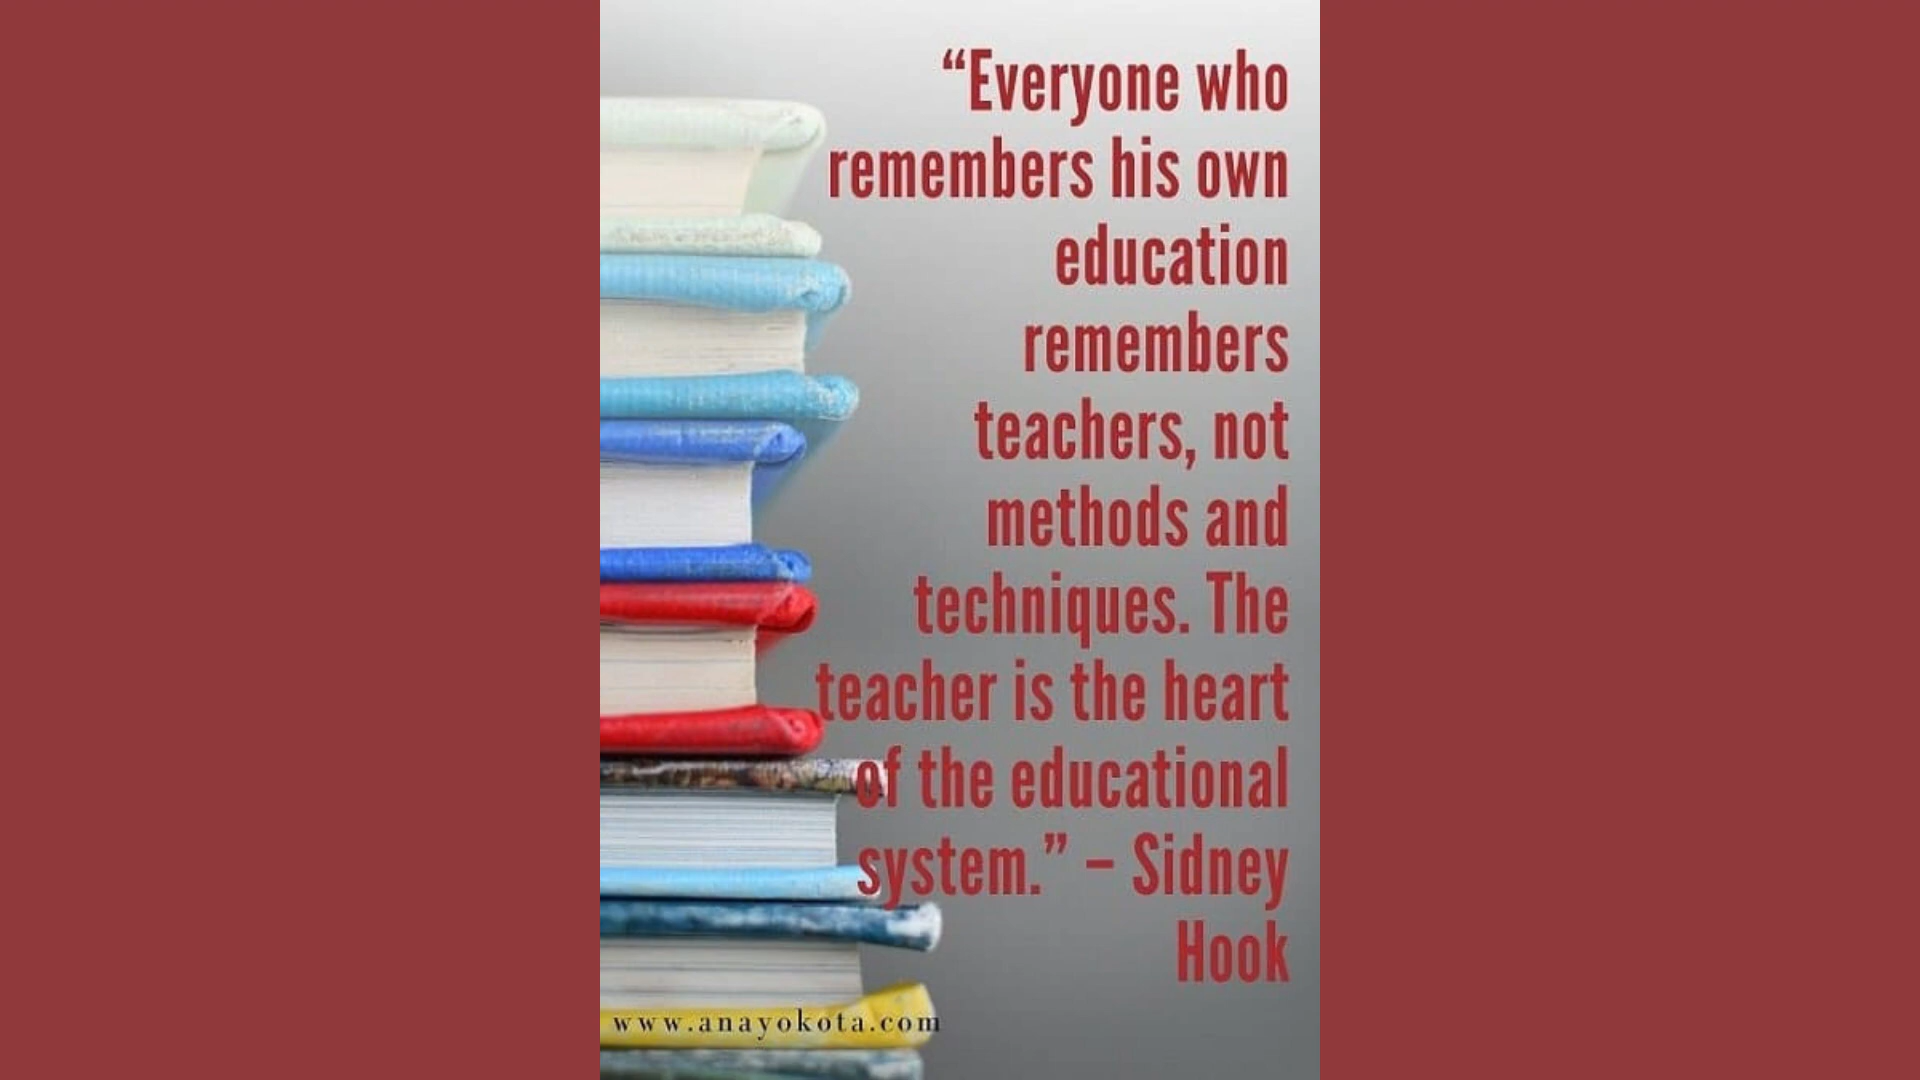 “Everyone who
remembers his own
education
remembers
teachers, not
methods and
techniques. The
teacher is the heart
of the educational
system.” – Sidney
Hook
www.anayokota.com